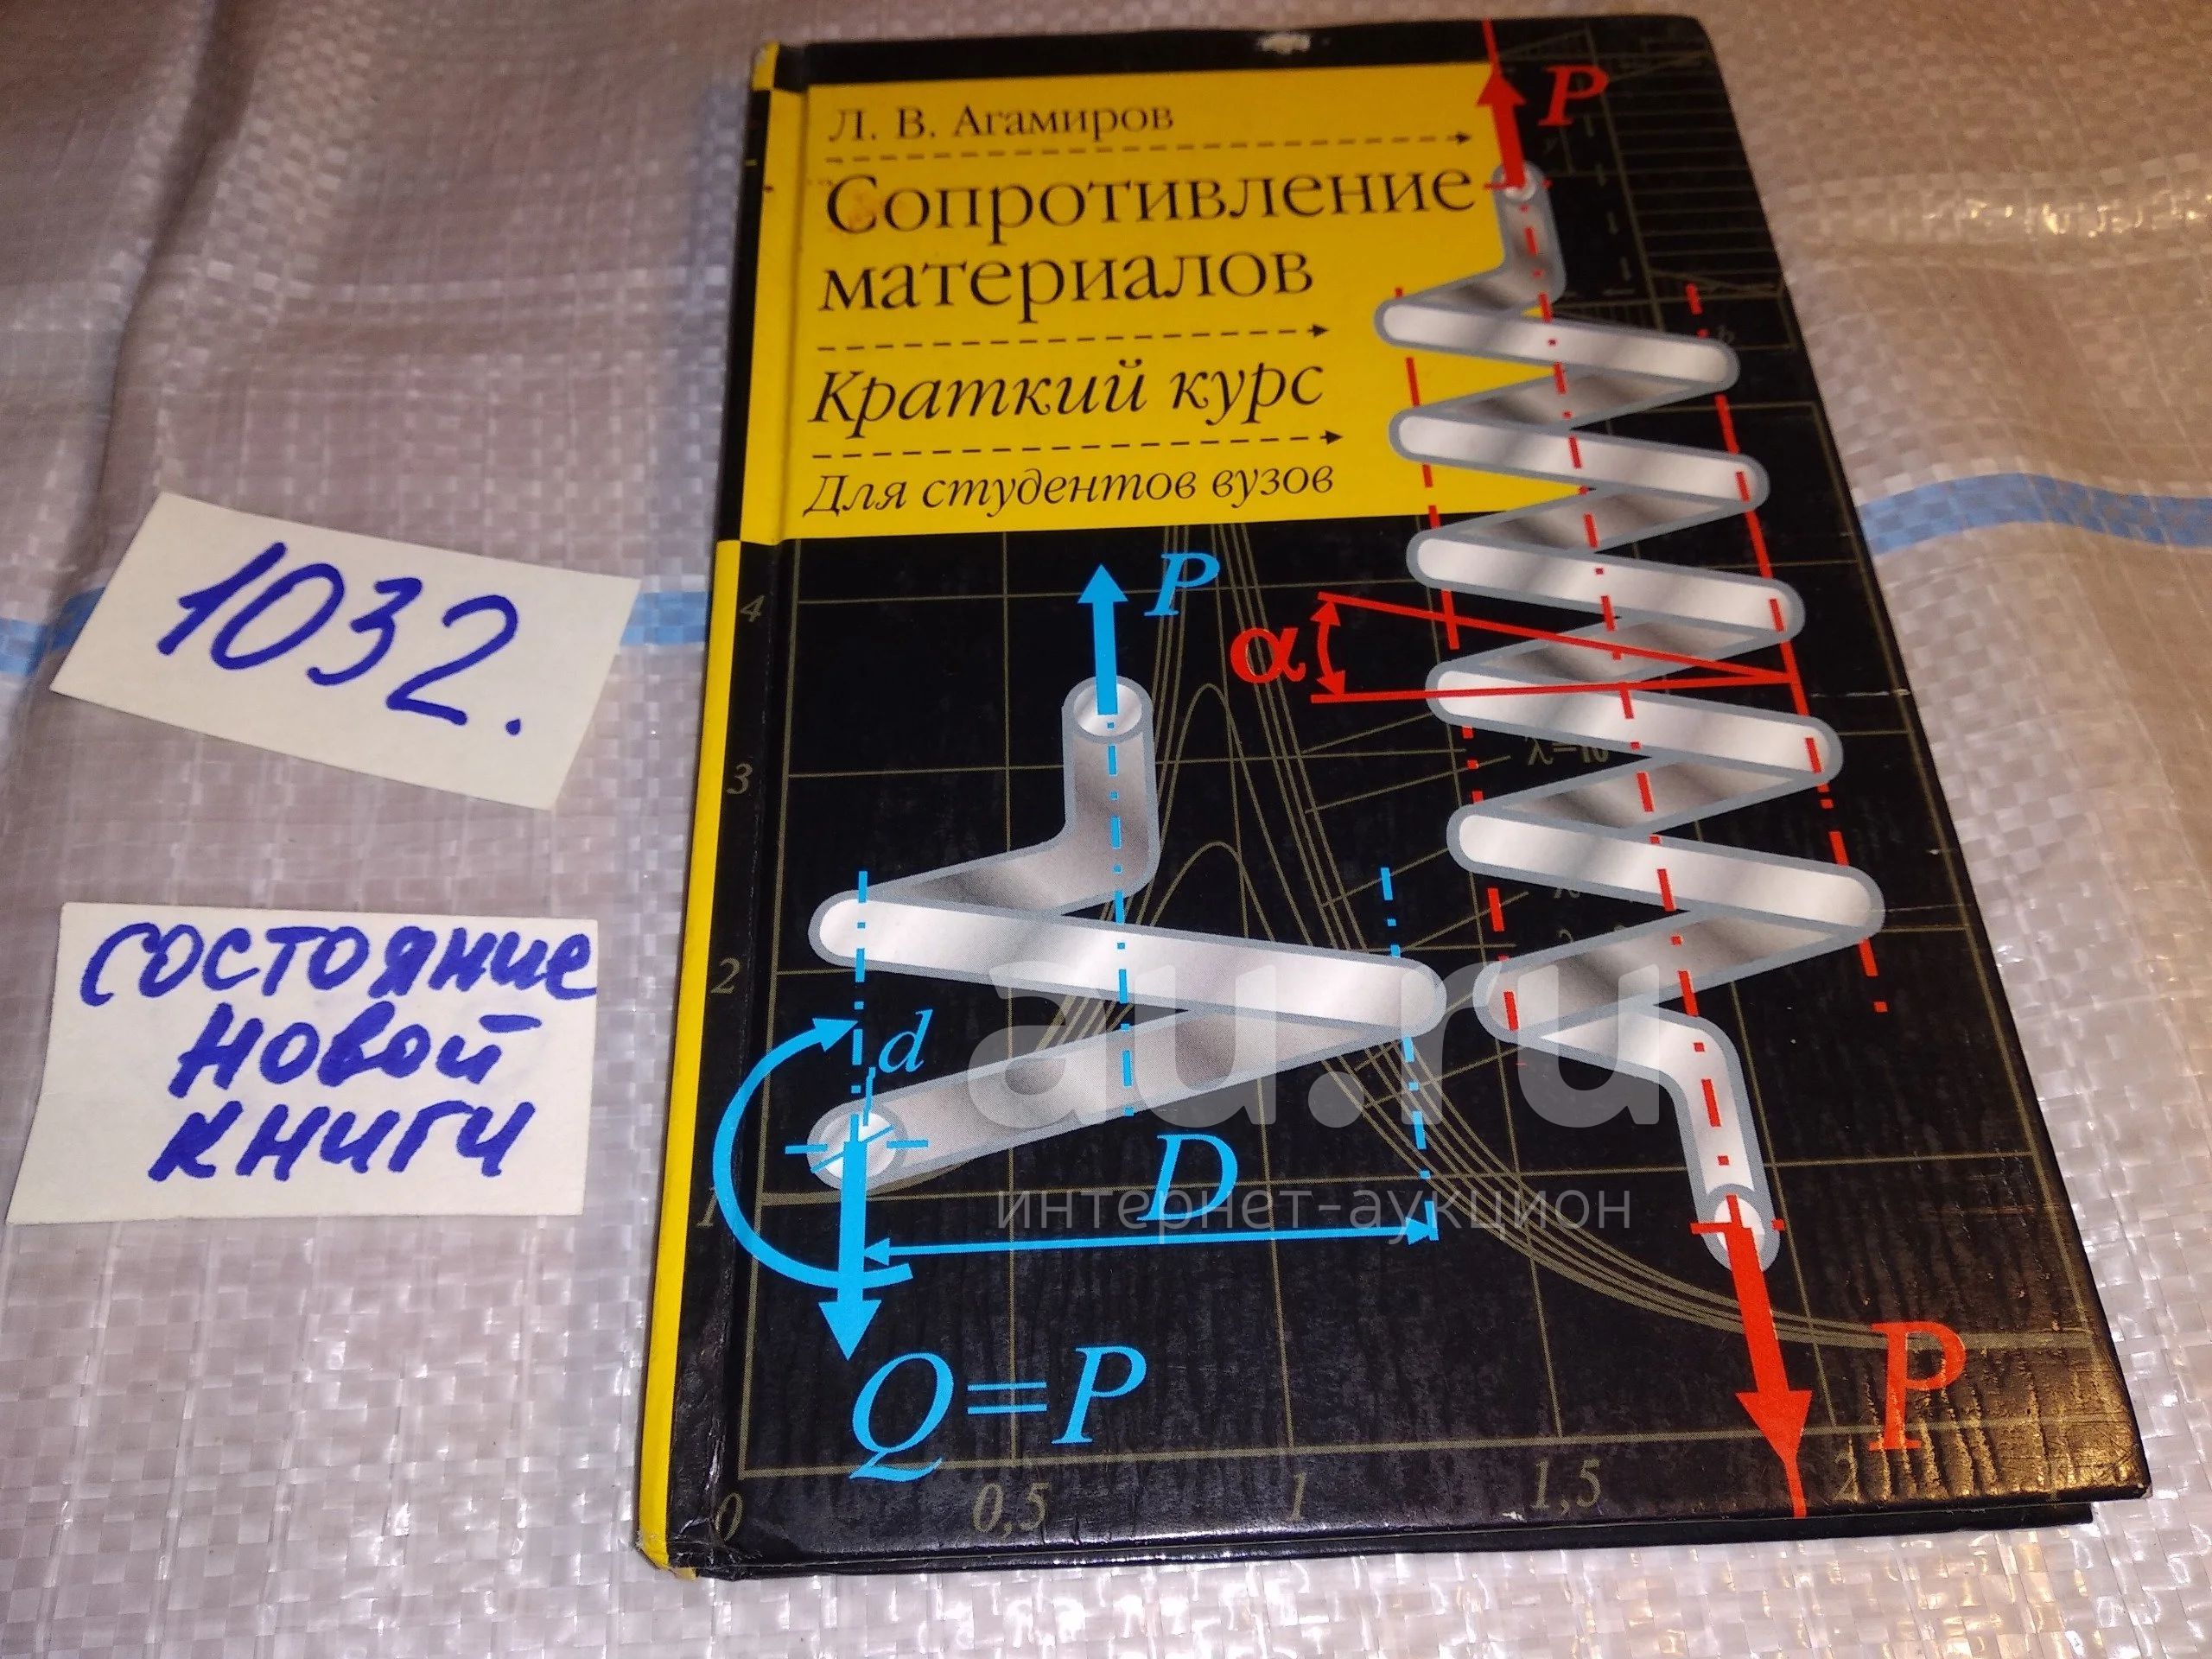 Л. В. Агамиров
Сопротивление
материалов
Краткий курс
Для студентов вузов
P
P
α
4
3
2
1
d
D
Q=P
P
0
0,5
1
1,5
2
1032.
состояние
новой
книги
au.ru
интернет-аукцион